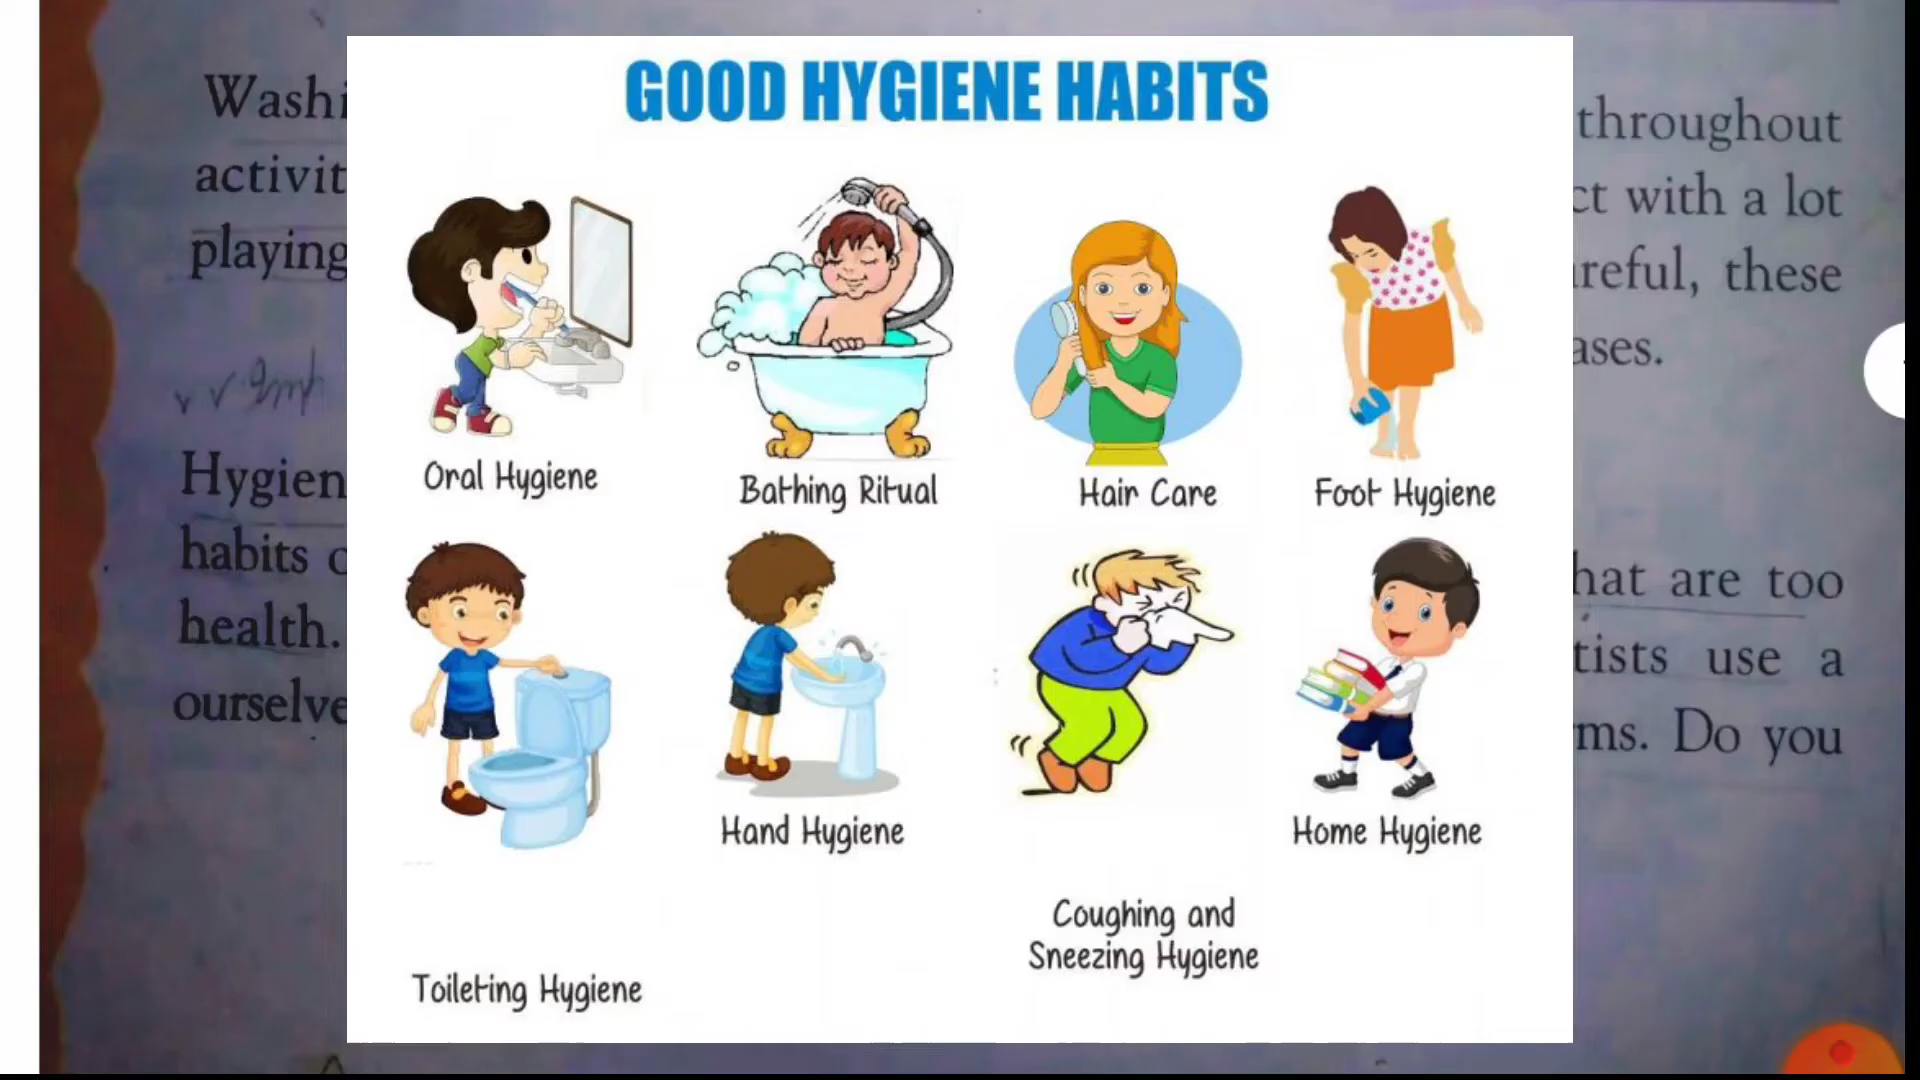 GOOD HYGIENE HABITS
Oral Hygiene
Bathing Ritual
Hair Care
Foot Hygiene
Hand Hygiene
Home Hygiene
Coughing and
Sneezing Hygiene
Toileting Hygiene
Washi
activit
playing
Hygien
habits
health.
ourselve
throughout
ct with a lot
reful, these
ases.
hat are too
tists use a
ms. Do you